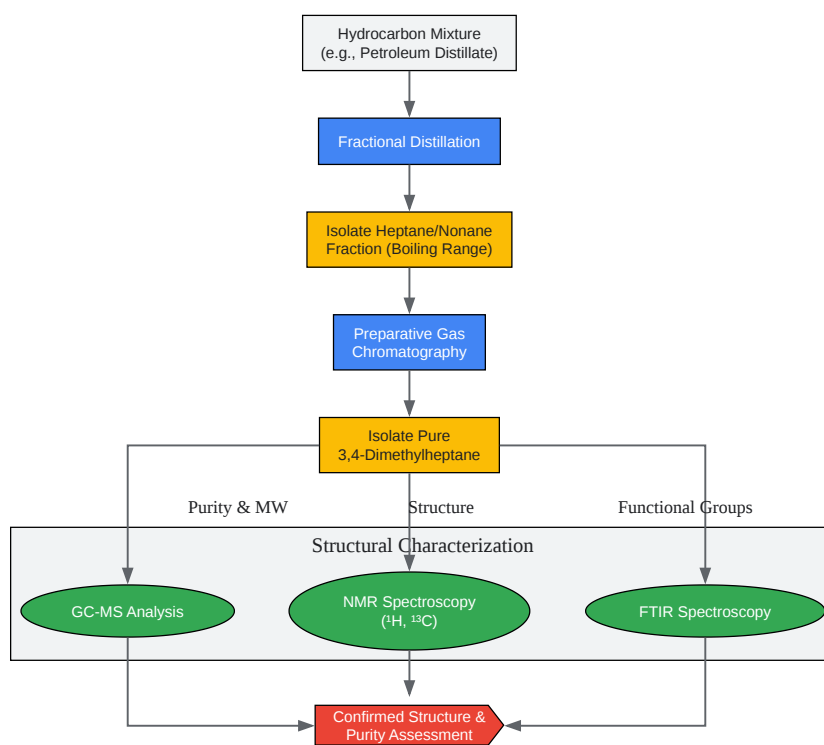 Hydrocarbon Mixture
(e.g., Petroleum Distillate)
Fractional Distillation
Isolate Heptane/Nonane
Fraction (Boiling Range)
Preparative Gas
Chromatography
Isolate Pure
3,4-Dimethylheptane
Purity & MW
Structure
Functional Groups
Structural Characterization
GC-MS Analysis
NMR Spectroscopy
(¹H, ¹³C)
FTIR Spectroscopy
Confirmed Structure &
Purity Assessment